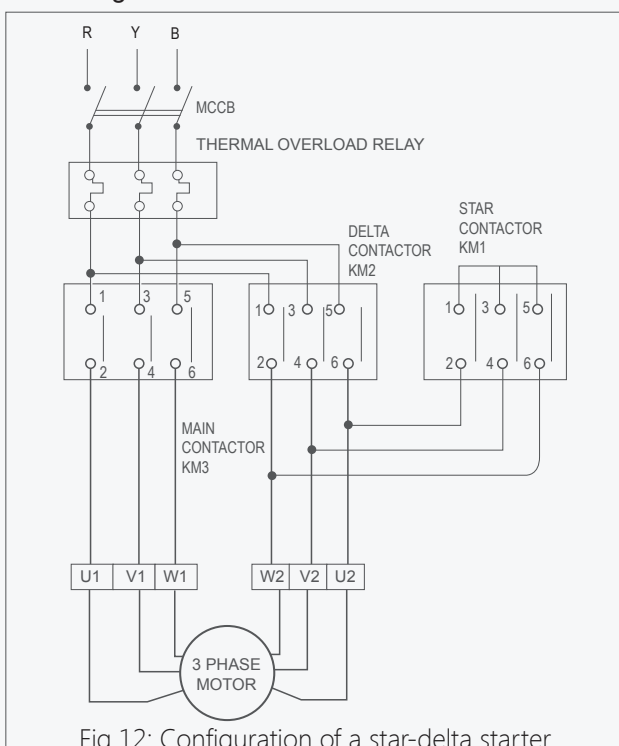 R Y B
MCCB
THERMAL OVERLOAD RELAY
STAR
CONTACTOR
KM1
DELTA
CONTACTOR
KM2
1 3 5
1 3 5
1 3 5
2 4 6
2 4 6
2 4 6
MAIN
CONTACTOR
KM3
U1 V1 W1
W2 V2 U2
3 PHASE
MOTOR
Fig 12: Configuration of a star-delta starter